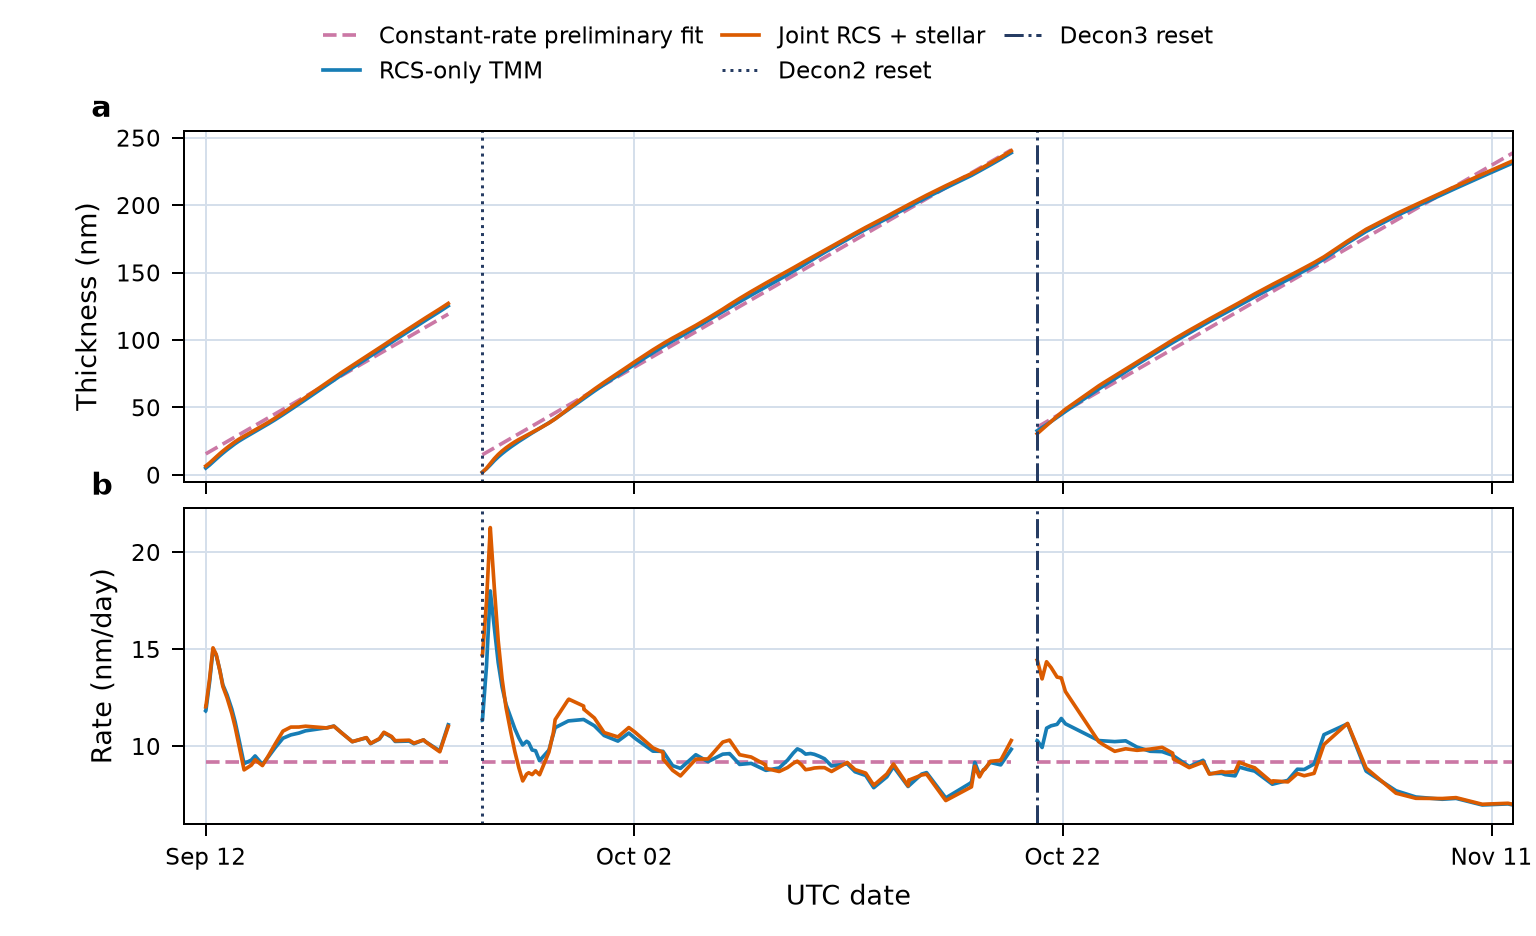 Constant-rate preliminary fit
Joint RCS + stellar
Decon3 reset
RCS-only TMM
Decon2 reset
a
250
200
150
100
50
0
Thickness (nm)
b
20
15
10
Rate (nm/day)
Sep 12
Oct 02
Oct 22
Nov 11
UTC date